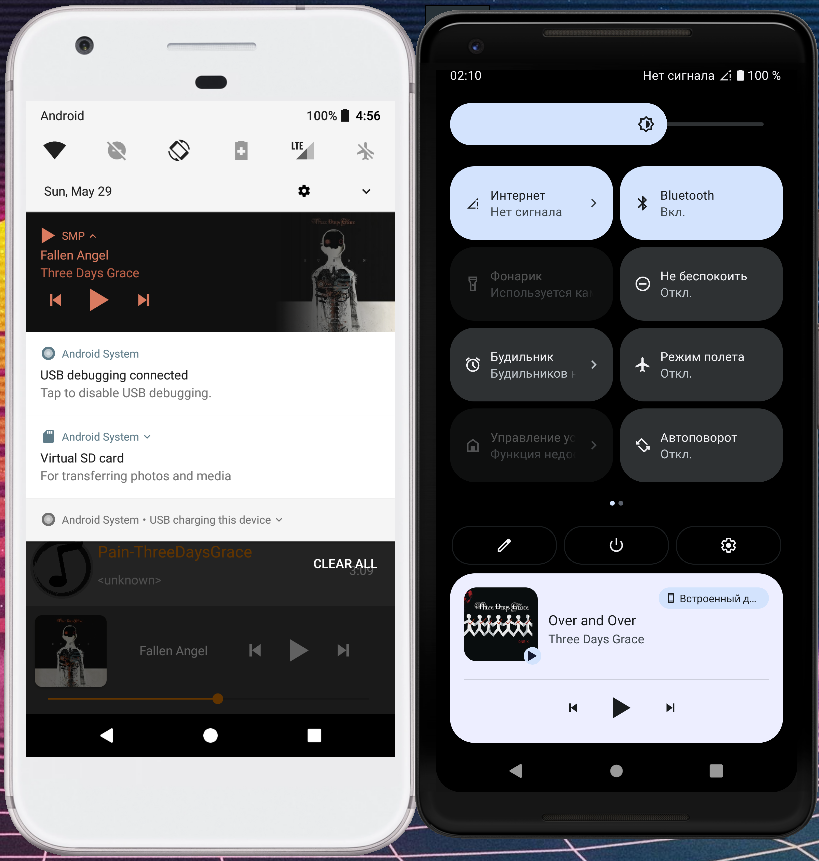 Android
100%
4:56
LTE
Sun, May 29
SMP
Fallen Angel
Three Days Grace
Android System
USB debugging connected
Tap to disable USB debugging.
Android System
Virtual SD card
For transferring photos and media
Android System • USB charging this device
Pain-ThreeDaysGrace
CLEAR ALL
3:09
<unknown>
Fallen Angel
02:10
Нет сигнала
100 %
Интернет
Нет сигнала
Bluetooth
Вкл.
Фонарик
Используется ка
Не беспокоить
Откл.
Будильник
Будильников н
Режим полета
Откл.
Управление ус
Функция недо
Автоповорот
Откл.
Встроенный д...
Three Days Grace
Over and Over
Three Days Grace